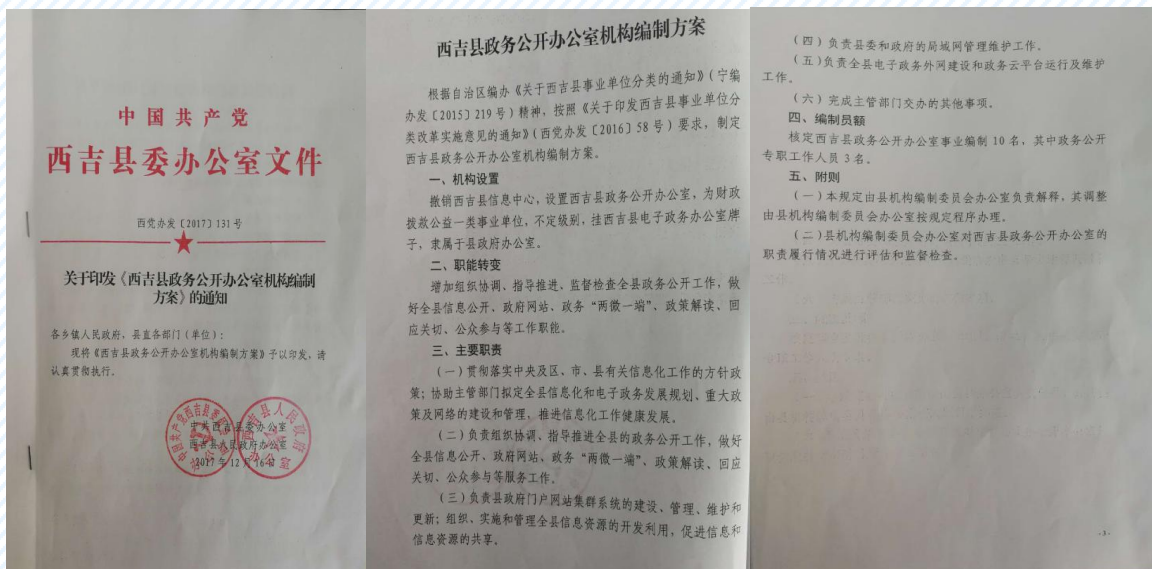 中国共产党
西吉县委办公室文件
西党办发〔2017〕131号
关于印发《西吉县政务公开办公室机构编制
方案》的通知
各乡镇人民政府，县直各部门（单位）：
现将《西吉县政务公开办公室机构编制方案》予以印发，请
认真贯彻执行。
中共西吉县委办公室
西吉县人民政府办公室
2017年12月16日
西吉县政务公开办公室机构编制方案
根据自治区编办《关于西吉县事业单位分类的通知》（宁编
办发〔2015〕219号）精神，按照《关于印发西吉县事业单位分
类改革实施意见的通知》（西党办发〔2016〕58号）要求，制定
西吉县政务公开办公室机构编制方案。
一、机构设置
撤销西吉县信息中心，设置西吉县政务公开办公室，为财政
拨款公益一类事业单位，不定级别，挂西吉县电子政务办公室牌
子，隶属于县政府办公室。
二、职能转变
增加组织协调、指导推进、监督检查全县政务公开工作，做
好全县信息公开、政府网站、政务“两微一端”、政策解读、回
应关切、公众参与等工作职能。
三、主要职责
（一）贯彻落实中央及区、市、县有关信息化工作的方针政
策；协助主管部门拟定全县信息化和电子政务发展规划、重大政
策及网络的建设和管理，推进信息化工作健康发展。
（二）负责组织协调、指导推进全县的政务公开工作，做好
全县信息公开、政府网站、政务“两微一端”、政策解读、回应
关切、公众参与等服务工作。
（三）负责县政府门户网站集群系统的建设、管理、维护和
更新；组织、实施和管理全县信息资源的开发利用，促进信息和
信息资源的共享。
（四）负责县委和政府的局域网管理维护工作。
（五）负责全县电子政务外网建设和政务云平台运行及维护
工作。
（六）完成主管部门交办的其他事项。
四、编制员额
核定西吉县政务公开办公室事业编制10名，其中政务公开
专职工作人员3名。
五、附则
（一）本规定由县机构编制委员会办公室负责解释，其调整
由县机构编制委员会办公室按规定程序办理。
（二）县机构编制委员会办公室对西吉县政务公开办公室的
职责履行情况进行评估和监督检查。
-3-